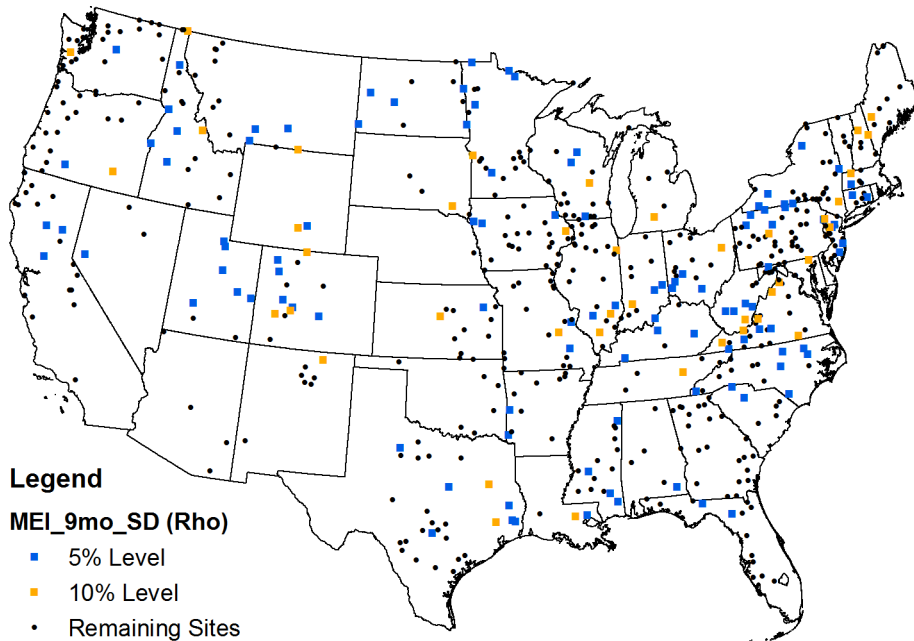 Legend
MEI_9mo_SD (Rho)
5% Level
10% Level
Remaining Sites